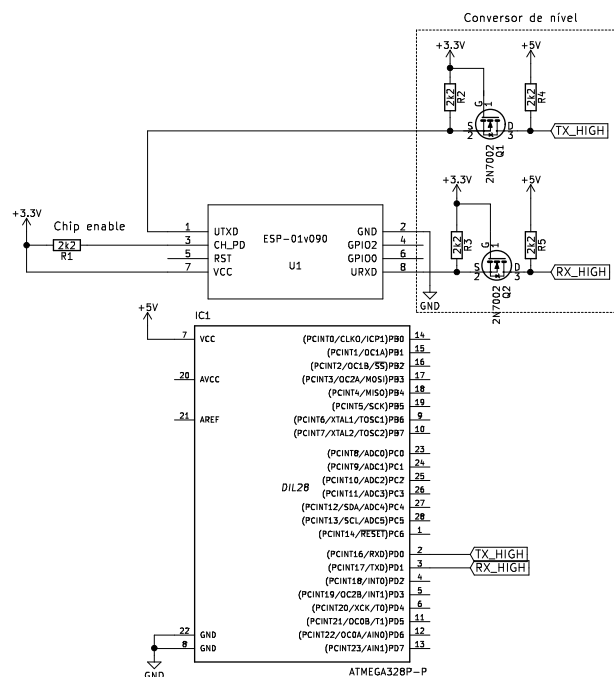 Conversor de nível
+3.3V
+5V
2k2
R2
G
1
2k2
R4
S
2
D
3
TX_HIGH
2N7002
Q1
+3.3V
+5V
2k2
R3
G
1
2k2
R5
S
2
D
3
RX_HIGH
2N7002
Q2
+3.3V
Chip enable
2k2
R1
1
3
5
7
UTXD
CH_PD
RST
VCC
ESP-01v090
U1
GND
GPIO2
GPIO0
URXD
2
4
6
8
GND
+5V
IC1
7 VCC
20 AVCC
21 AREF
22 GND
8 GND
GND
DIL28
(PCINT0/CLKO/ICP1)PB0 14
(PCINT1/OC1A)PB1 15
(PCINT2/OC1B/SS)PB2 16
(PCINT3/OC2A/MOSI)PB3 17
(PCINT4/MISO)PB4 18
(PCINT5/SCK)PB5 19
(PCINT6/XTAL1/TOSC1)PB6 9
(PCINT7/XTAL2/TOSC2)PB7 10
(PCINT8/ADC0)PC0 23
(PCINT9/ADC1)PC1 24
(PCINT10/ADC2)PC2 25
(PCINT11/ADC3)PC3 26
(PCINT12/SDA/ADC4)PC4 27
(PCINT13/SCL/ADC5)PC5 28
(PCINT14/RESET)PC6 1
(PCINT16/RXD)PD0 2 TX_HIGH
(PCINT17/TXD)PD1 3 RX_HIGH
(PCINT18/INT0)PD2 4
(PCINT19/OC2B/INT1)PD3 5
(PCINT20/XCK/T0)PD4 6
(PCINT21/OC0B/T1)PD5 11
(PCINT22/OC0A/AIN0)PD6 12
(PCINT23/AIN1)PD7 13
ATMEGA328P-P